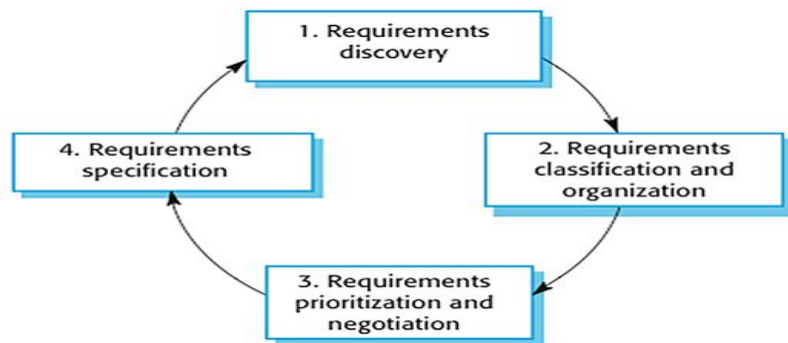 1. Requirements
discovery
2. Requirements
classification and
organization
3. Requirements
prioritization and
negotiation
4. Requirements
specification